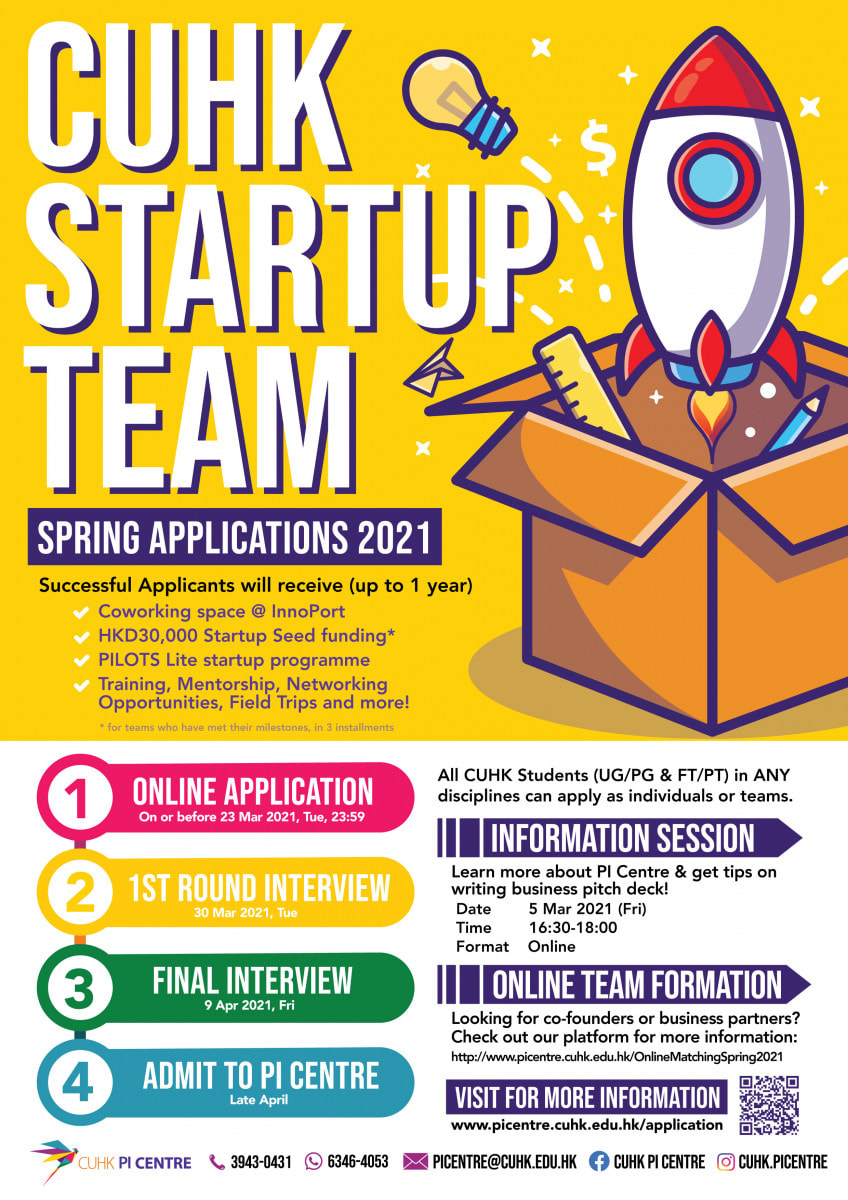 CUHK
STARTUP
TEAM
$
SPRING APPLICATIONS 2021
Successful Applicants will receive (up to 1 year)
Coworking space @ InnoPort
HKD30,000 Startup Seed funding*
PILOTS Lite startup programme
Training, Mentorship, Networking
Opportunities, Field Trips and more!
* for teams who have met their milestones, in 3 installments
1
ONLINE APPLICATION
On or before 23 Mar 2021, Tue, 23:59
2
1ST ROUND INTERVIEW
30 Mar 2021, Tue
3
FINAL INTERVIEW
9 Apr 2021, Fri
4
ADMIT TO PI CENTRE
Late April
All CUHK Students (UG/PG & FT/PT) in ANY
disciplines can apply as individuals or teams.
INFORMATION SESSION
Learn more about PI Centre & get tips on
writing business pitch deck!
Date 5 Mar 2021 (Fri)
Time 16:30-18:00
Format Online
ONLINE TEAM FORMATION
Looking for co-founders or business partners?
Check out our platform for more information:
http://www.picentre.cuhk.edu.hk/OnlineMatchingSpring2021
VISIT FOR MORE INFORMATION
www.picentre.cuhk.edu.hk/application
CUHK PI CENTRE 3943-0431 6346-4053 PICENTRE@CUHK.EDU.HK CUHK PI CENTRE CUHK.PICENTRE